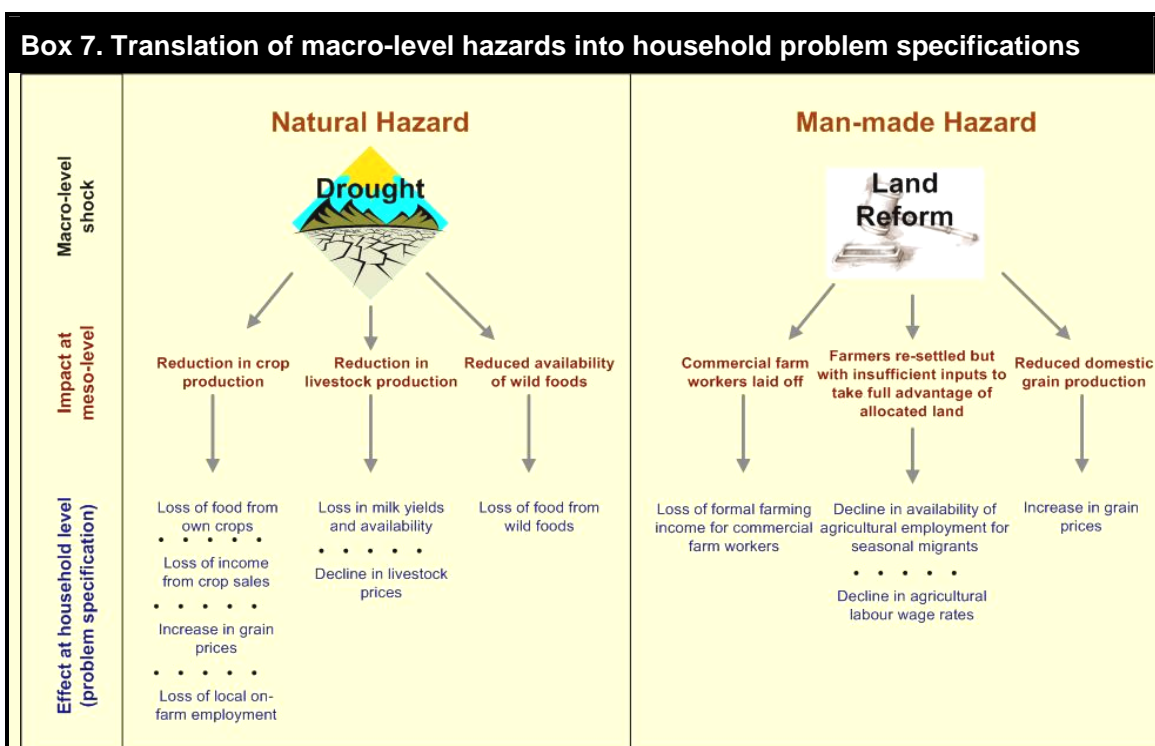 Box 7. Translation of macro-level hazards into household problem specifications
Macro-level
shock
Natural Hazard
Drought
Man-made Hazard
Land
Reform
Impact at
meso-level
Reduction in crop
production
Reduction in
livestock production
Reduced availability
of wild foods
Commercial farm
workers laid off
Farmers re-settled but
with insufficient inputs to
take full advantage of
allocated land
Reduced domestic
grain production
Effect at household level
(problem specification)
Loss of food from
own crops
Loss of income
from crop sales
Increase in grain
prices
Loss of local on-
farm employment
Loss in milk yields
and availability
Decline in livestock
prices
Loss of food from
wild foods
Loss of formal farming
income for commercial
farm workers
Decline in availability of
agricultural employment for
seasonal migrants
Decline in agricultural
labour wage rates
Increase in grain
prices